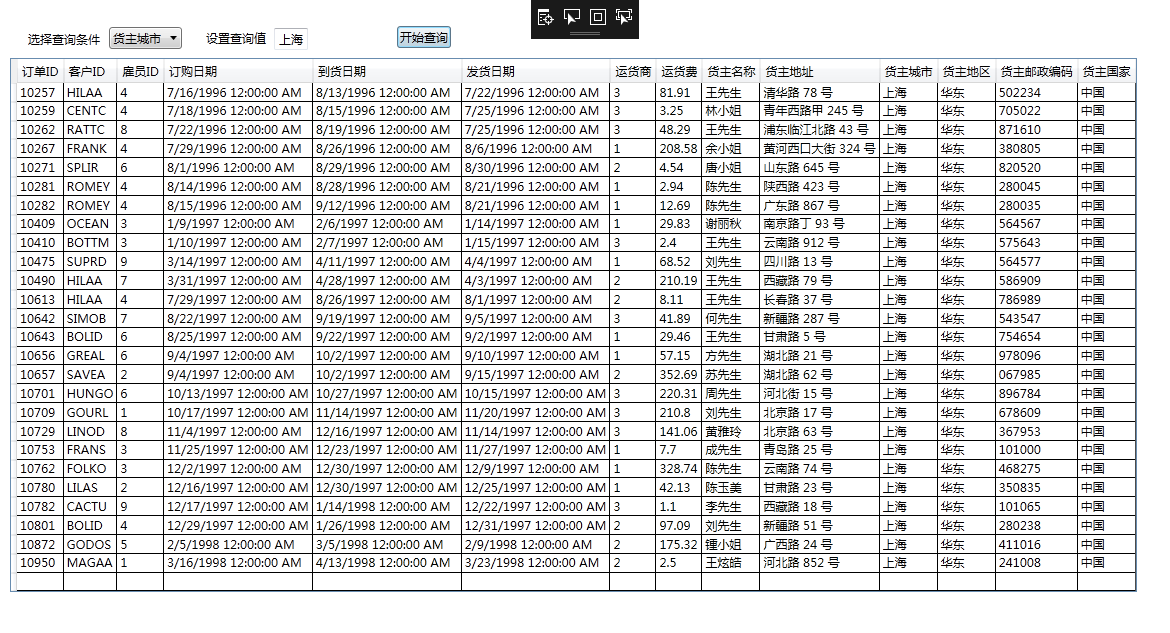 选择查询条件 货主城市 设置查询值 上海 开始查询
订单ID 客户ID 雇员ID 订购日期 到货日期 发货日期 运货商 运货费 货主名称 货主地址 货主城市 货主地区 货主邮政编码 货主国家
10257 HILAA 4 7/16/1996 12:00:00 AM 8/13/1996 12:00:00 AM 7/22/1996 12:00:00 AM 3 81.91 王先生 清华路 78 号 上海 华东 502234 中国
10259 CENTC 4 7/18/1996 12:00:00 AM 8/15/1996 12:00:00 AM 7/25/1996 12:00:00 AM 3 3.25 林小姐 青年西路甲 245 号 上海 华东 705022 中国
10262 RATTC 8 7/22/1996 12:00:00 AM 8/19/1996 12:00:00 AM 7/25/1996 12:00:00 AM 3 48.29 王先生 浦东临江北路 43 号 上海 华东 871610 中国
10267 FRANK 4 7/29/1996 12:00:00 AM 8/26/1996 12:00:00 AM 8/6/1996 12:00:00 AM 1 208.58 余小姐 黄河西口大街 324 号 上海 华东 380805 中国
10271 SPLIR 6 8/1/1996 12:00:00 AM 8/29/1996 12:00:00 AM 8/30/1996 12:00:00 AM 2 4.54 唐小姐 山东路 645 号 上海 华东 820520 中国
10281 ROMEY 4 8/14/1996 12:00:00 AM 8/28/1996 12:00:00 AM 8/21/1996 12:00:00 AM 1 2.94 陈先生 陕西路 423 号 上海 华东 280045 中国
10282 ROMEY 4 8/15/1996 12:00:00 AM 9/12/1996 12:00:00 AM 8/21/1996 12:00:00 AM 1 12.69 陈先生 广东路 867 号 上海 华东 280035 中国
10409 OCEAN 3 1/9/1997 12:00:00 AM 2/6/1997 12:00:00 AM 1/14/1997 12:00:00 AM 1 29.83 谢丽秋 南京路丁 93 号 上海 华东 564567 中国
10410 BOTTM 3 1/10/1997 12:00:00 AM 2/7/1997 12:00:00 AM 1/15/1997 12:00:00 AM 3 2.4 王先生 云南路 912 号 上海 华东 575643 中国
10475 SUPRD 9 3/14/1997 12:00:00 AM 4/11/1997 12:00:00 AM 4/4/1997 12:00:00 AM 1 68.52 刘先生 四川路 13 号 上海 华东 564577 中国
10490 HILAA 7 3/31/1997 12:00:00 AM 4/28/1997 12:00:00 AM 4/3/1997 12:00:00 AM 2 210.19 王先生 西藏路 79 号 上海 华东 586909 中国
10613 HILAA 4 7/29/1997 12:00:00 AM 8/26/1997 12:00:00 AM 8/1/1997 12:00:00 AM 2 8.11 王先生 长春路 37 号 上海 华东 786989 中国
10642 SIMOB 7 8/22/1997 12:00:00 AM 9/19/1997 12:00:00 AM 9/5/1997 12:00:00 AM 3 41.89 何先生 新疆路 287 号 上海 华东 543547 中国
10643 BOLID 6 8/25/1997 12:00:00 AM 9/22/1997 12:00:00 AM 9/2/1997 12:00:00 AM 1 29.46 王先生 甘肃路 5 号 上海 华东 754654 中国
10656 GREAL 6 9/4/1997 12:00:00 AM 10/2/1997 12:00:00 AM 9/10/1997 12:00:00 AM 1 57.15 方先生 湖北路 21 号 上海 华东 978096 中国
10657 SAVEA 2 9/4/1997 12:00:00 AM 10/2/1997 12:00:00 AM 9/15/1997 12:00:00 AM 2 352.69 苏先生 湖北路 62 号 上海 华东 067985 中国
10701 HUNGO 6 10/13/1997 12:00:00 AM 10/27/1997 12:00:00 AM 10/15/1997 12:00:00 AM 3 220.31 周先生 河北街 15 号 上海 华东 896784 中国
10709 GOURL 1 10/17/1997 12:00:00 AM 11/14/1997 12:00:00 AM 11/20/1997 12:00:00 AM 3 210.8 刘先生 北京路 17 号 上海 华东 678609 中国
10729 LINOD 8 11/4/1997 12:00:00 AM 12/16/1997 12:00:00 AM 11/14/1997 12:00:00 AM 3 141.06 黄雅玲 北京路 63 号 上海 华东 367953 中国
10753 FRANS 3 11/25/1997 12:00:00 AM 12/23/1997 12:00:00 AM 11/27/1997 12:00:00 AM 1 7.7 成先生 青岛路 25 号 上海 华东 101000 中国
10762 FOLKO 3 12/2/1997 12:00:00 AM 12/30/1997 12:00:00 AM 12/9/1997 12:00:00 AM 1 328.74 陈先生 云南路 74 号 上海 华东 468275 中国
10780 LILAS 2 12/16/1997 12:00:00 AM 12/30/1997 12:00:00 AM 12/25/1997 12:00:00 AM 1 42.13 陈玉美 甘肃路 23 号 上海 华东 350835 中国
10782 CACTU 9 12/17/1997 12:00:00 AM 1/14/1998 12:00:00 AM 12/22/1997 12:00:00 AM 3 1.1 李先生 西藏路 18 号 上海 华东 101065 中国
10801 BOLID 4 12/29/1997 12:00:00 AM 1/26/1998 12:00:00 AM 12/31/1997 12:00:00 AM 2 97.09 刘先生 新疆路 51 号 上海 华东 280238 中国
10872 GODOS 5 2/5/1998 12:00:00 AM 3/5/1998 12:00:00 AM 2/9/1998 12:00:00 AM 2 175.32 锺小姐 广西路 24 号 上海 华东 411016 中国
10950 MAGAA 1 3/16/1998 12:00:00 AM 4/13/1998 12:00:00 AM 3/23/1998 12:00:00 AM 2 2.5 王炫皓 河北路 852 号 上海 华东 241008 中国